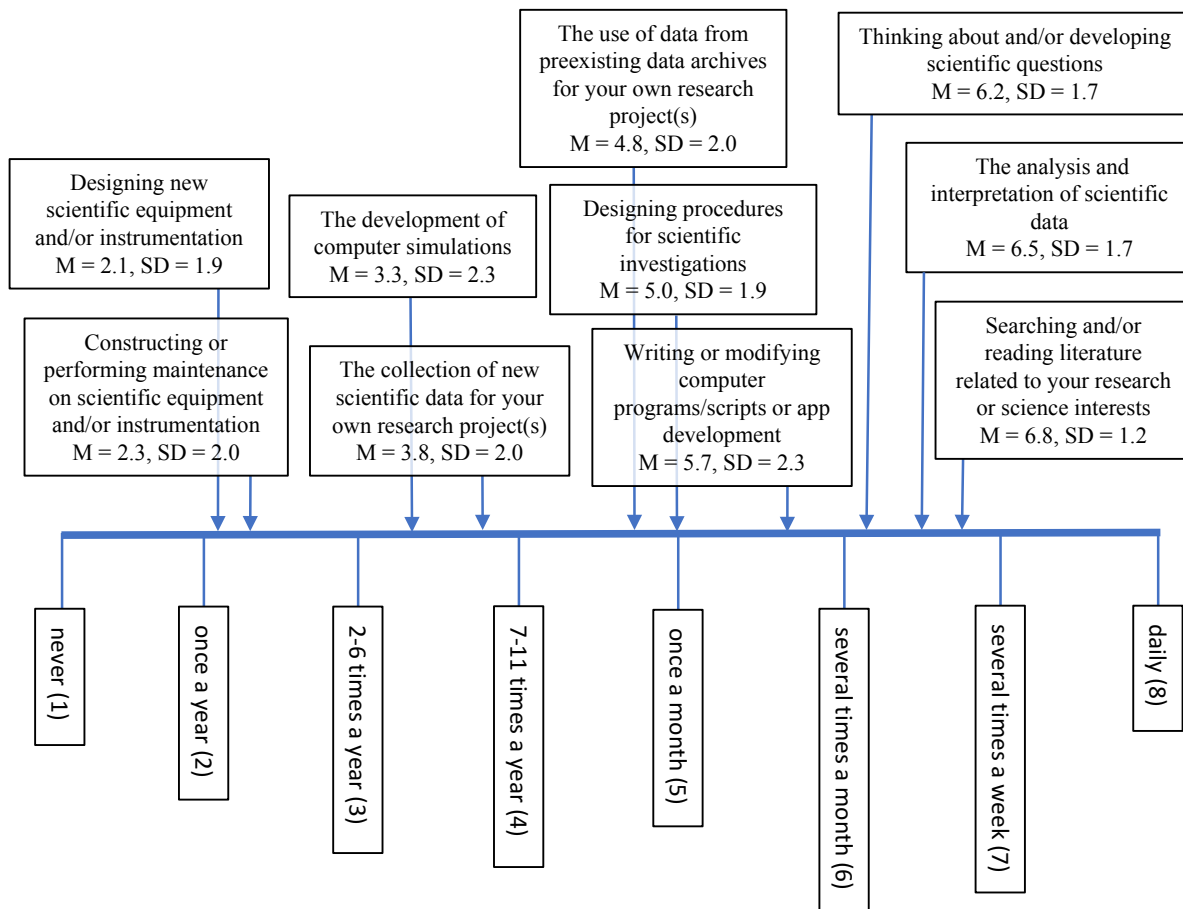 The use of data from
preexisting data archives
for your own research
project(s)
M = 4.8, SD = 2.0
Thinking about and/or developing
scientific questions
M = 6.2, SD = 1.7
Designing new
scientific equipment
and/or instrumentation
M = 2.1, SD = 1.9
The development of
computer simulations
M = 3.3, SD = 2.3
Designing procedures
for scientific
investigations
M = 5.0, SD = 1.9
The analysis and
interpretation of scientific
data
M = 6.5, SD = 1.7
Constructing or
performing maintenance
on scientific equipment
and/or instrumentation
M = 2.3, SD = 2.0
The collection of new
scientific data for your
own research project(s)
M = 3.8, SD = 2.0
Writing or modifying
computer
programs/scripts or app
development
M = 5.7, SD = 2.3
Searching and/or
reading literature
related to your research
or science interests
M = 6.8, SD = 1.2
never (1)
once a year (2)
2-6 times a year (3)
7-11 times a year (4)
once a month (5)
several times a month (6)
several times a week (7)
daily (8)